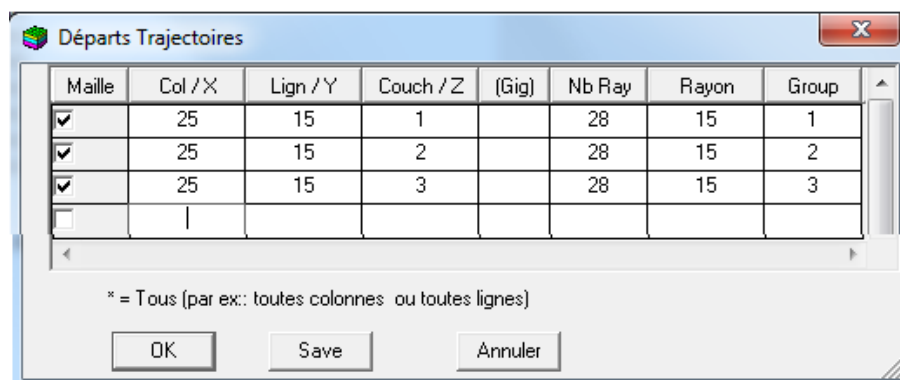 Départs Trajectoires
Maille Col / X Lign / Y Couch / Z (Gig) Nb Ray Rayon Group
25 15 1 28 15 1
25 15 2 28 15 2
25 15 3 28 15 3
* = Tous (par ex:: toutes colonnes ou toutes lignes)
OK Save Annuler